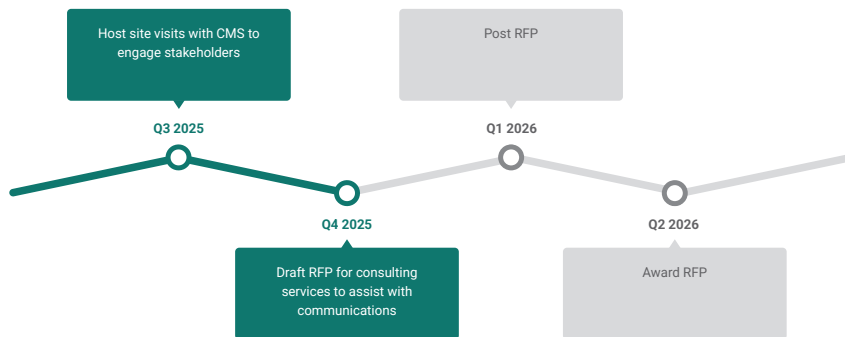 Host site visits with CMS to
engage stakeholders
Post RFP
Q3 2025
Q1 2026
Q4 2025
Q2 2026
Draft RFP for consulting
services to assist with
communications
Award RFP